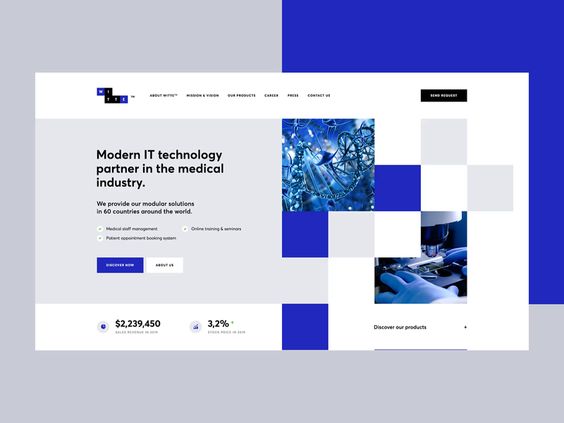 WI
TTE ™
ABOUT WITTE™ MISSION & VISION OUR PRODUCTS CAREER PRESS CONTACT US
SEND REQUEST
Modern IT technology
partner in the medical
industry.
We provide our modular solutions
in 60 countries around the world.
Medical staff management Online training & seminars
Patient appointment booking system
DISCOVER NOW ABOUT US
$2,239,450 3,2% +
SALES REVENUE IN 2019 STOCK PRICE IN 2019
Discover our products +